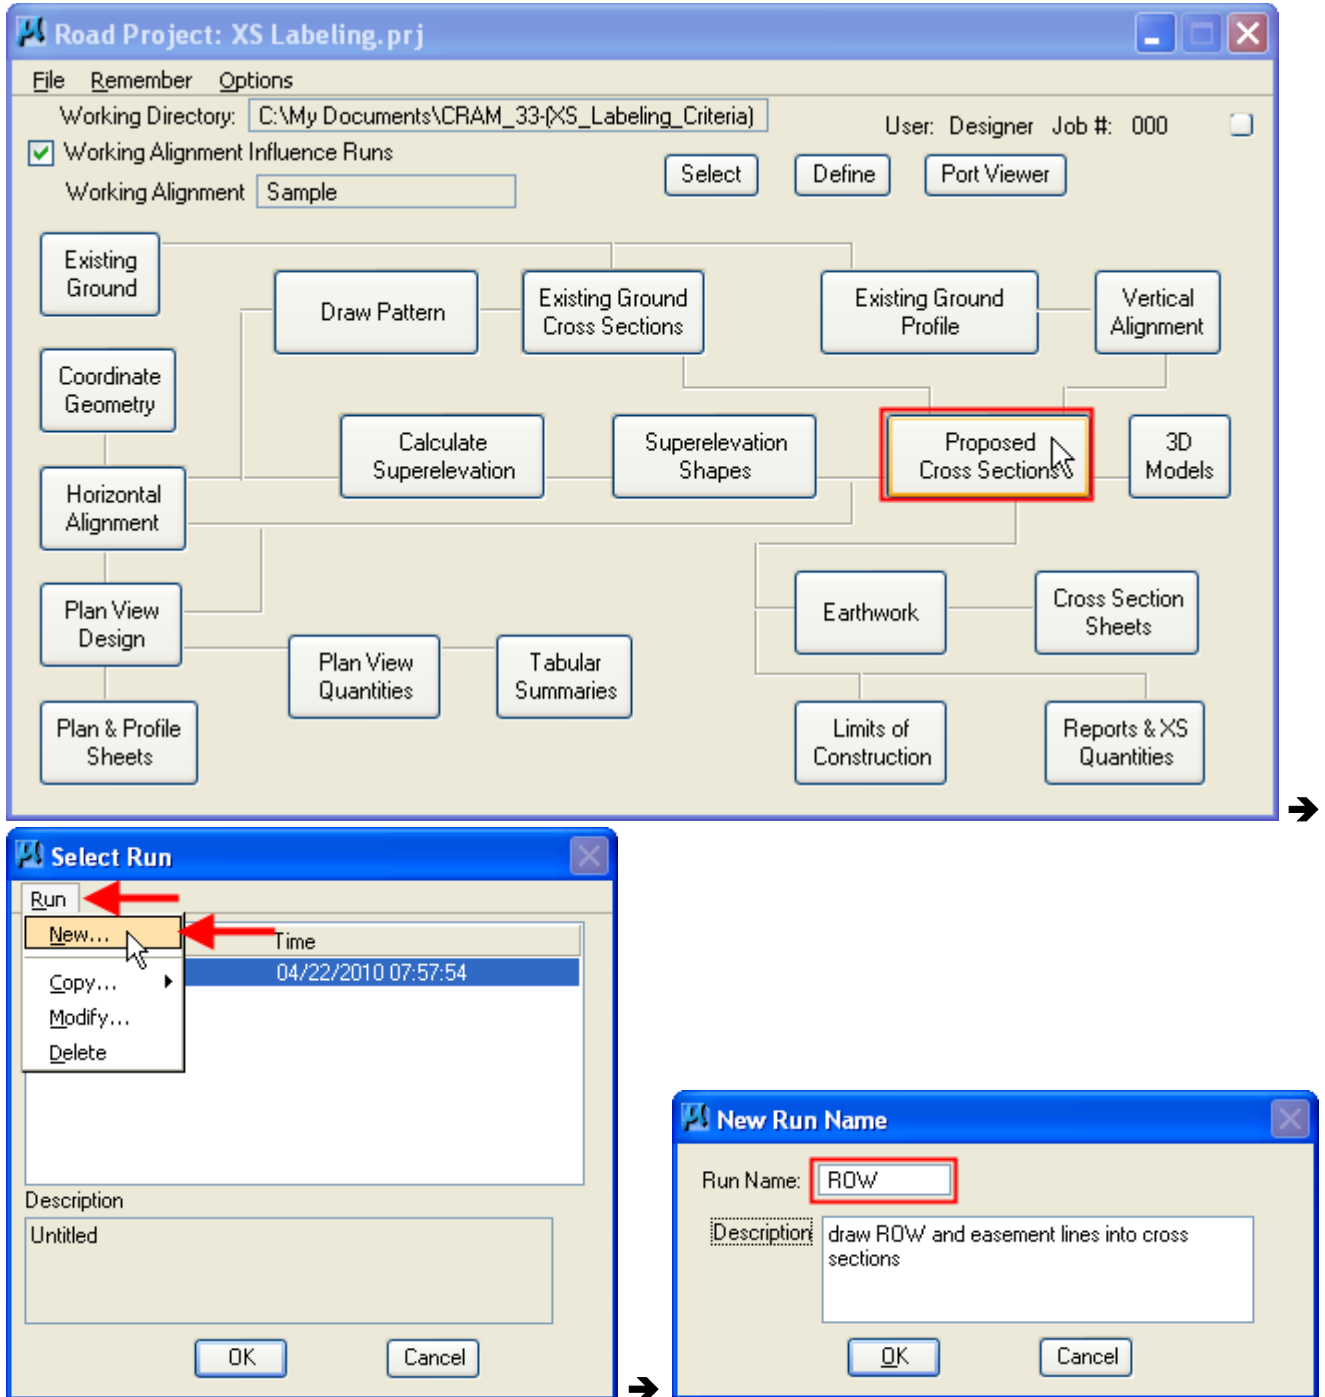 Road Project: XS Labeling.prj
File Remember Options
Working Directory: C:\My Documents\CRAM_33-(XS_Labeling_Criteria)
User: Designer Job #: 000
Working Alignment Influence Runs
Select Define Port Viewer
Working Alignment Sample
Existing
Ground
Draw Pattern
Existing Ground
Cross Sections
Existing Ground
Profile
Vertical
Alignment
Coordinate
Geometry
Calculate
Superelevation
Superelevation
Shapes
Proposed
Cross Sections
3D
Models
Horizontal
Alignment
Plan View
Design
Earthwork
Cross Section
Sheets
Plan View
Quantities
Tabular
Summaries
Plan & Profile
Sheets
Limits of
Construction
Reports & XS
Quantities
Select Run
Run
New...
Time
04/22/2010 07:57:54
Copy...
Modify...
Delete
Description
Untitled
OK Cancel
New Run Name
Run Name: ROW
Description draw ROW and easement lines into cross
sections
OK Cancel